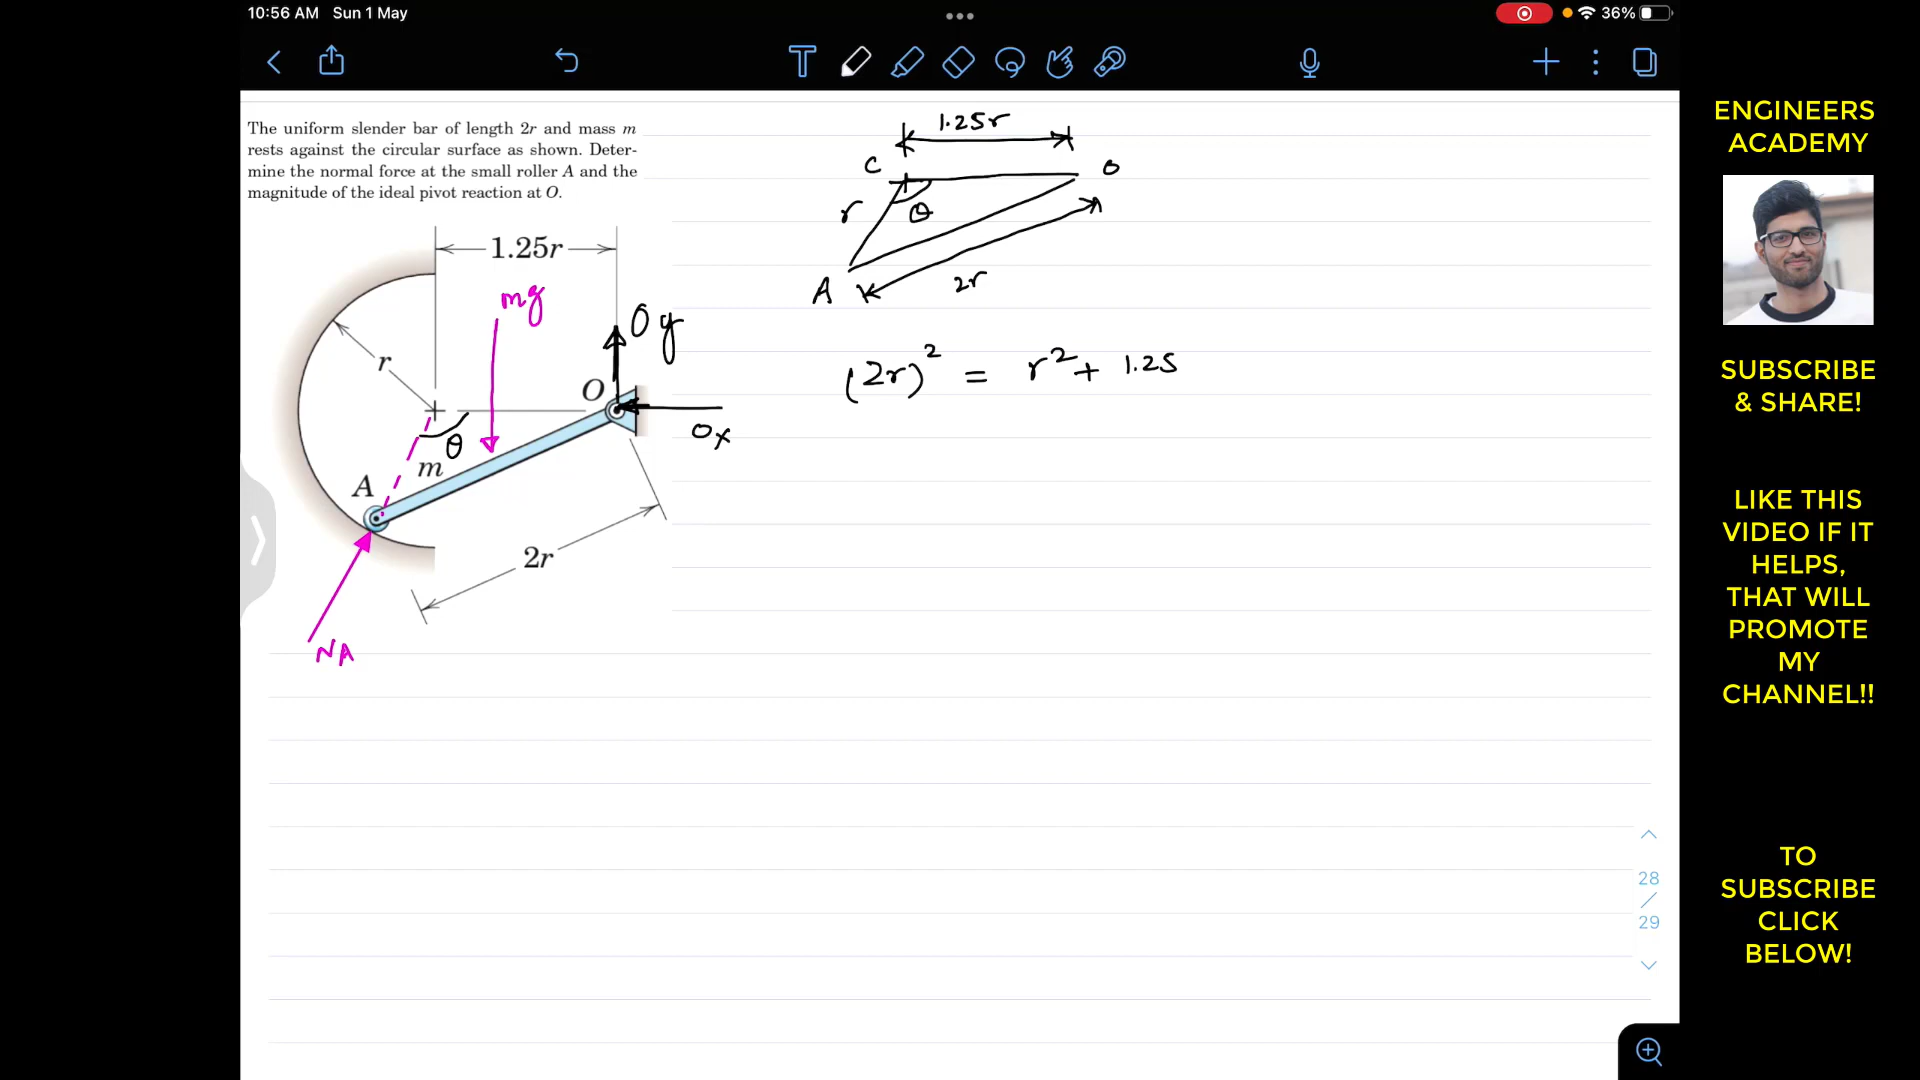 10:56 AM Sun 1 May
36%
The uniform slender bar of length 2r and mass m
rests against the circular surface as shown. Deter-
mine the normal force at the small roller A and the
magnitude of the ideal pivot reaction at O.
1.25r
r
mg
Oy
O
Ox
θ
m
A
2r
NA
1.25r
C
O
r
θ
A
2r
(2r)² = r² + 1.25
28
/
29
ENGINEERS
ACADEMY
SUBSCRIBE
& SHARE!
LIKE THIS
VIDEO IF IT
HELPS,
THAT WILL
PROMOTE
MY
CHANNEL!!
TO
SUBSCRIBE
CLICK
BELOW!